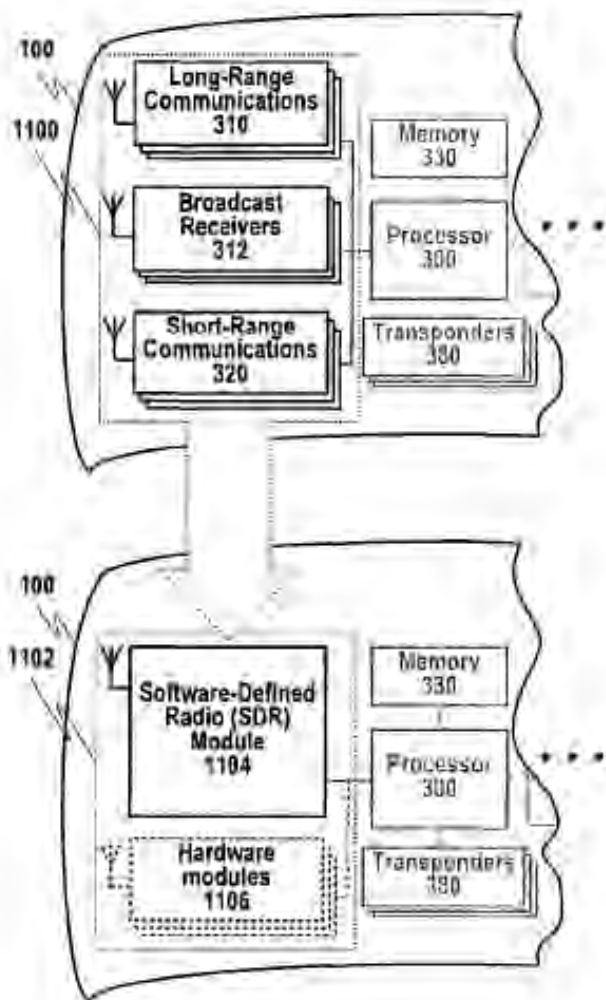 100
1100
Long-Range
Communications
310
Broadcast
Receivers
312
Short-Range
Communications
320
Memory
330
Processor
300
Transponders
380
100
1102
Software-Defined
Radio (SDR)
Module
1104
Hardware
modules
1106
Memory
330
Processor
300
Transponders
380